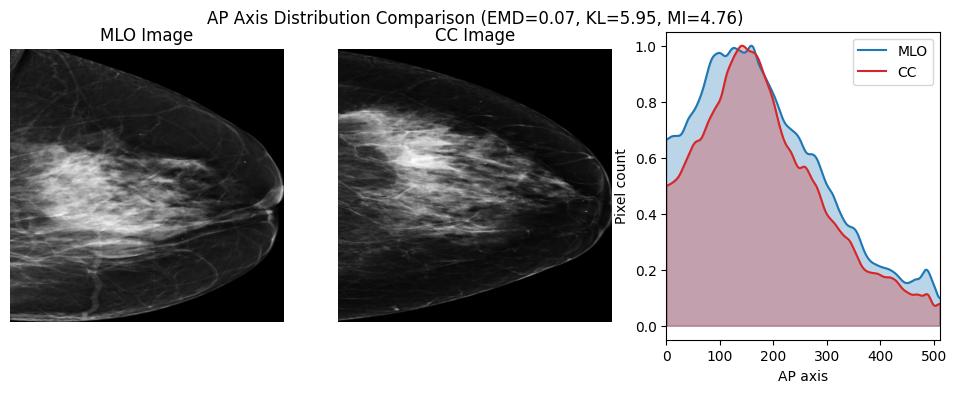 AP Axis Distribution Comparison (EMD=0.07, KL=5.95, MI=4.76)
MLO Image
CC Image
MLO
CC
Pixel count
1.0
0.8
0.6
0.4
0.2
0.0
0 100 200 300 400 500
AP axis